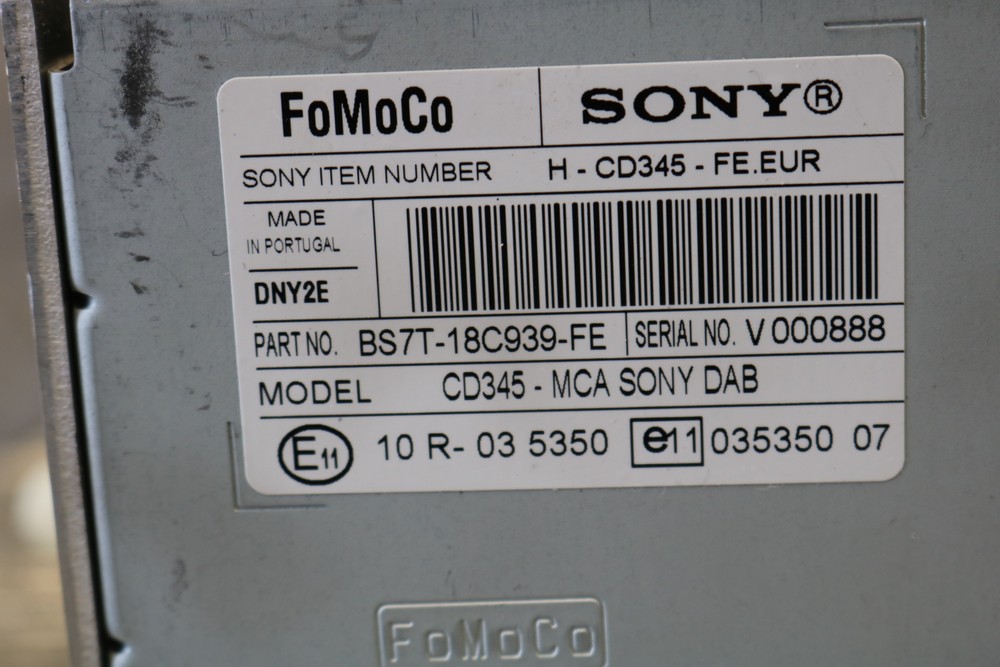 FoMoCo SONY®
SONY ITEM NUMBER H - CD345 - FE.EUR
MADE
IN PORTUGAL
DNY2E
PART NO. BS7T-18C939-FE SERIAL NO. V 000888
MODEL CD345 - MCA SONY DAB
E11 10 R- 03 5350 e11 035350 07
FoMoCo